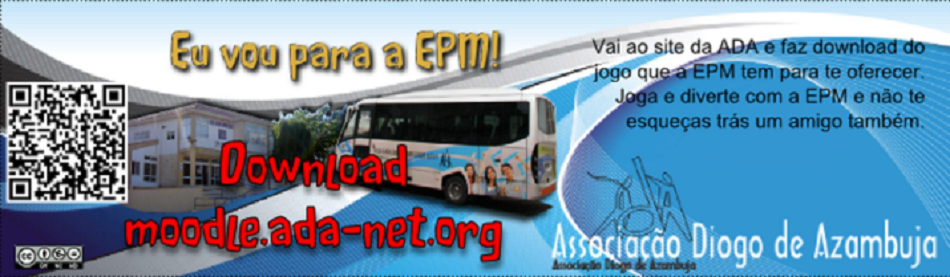 Eu vou para a EPM!
Vai ao site da ADA e faz download do
jogo que a EPM tem para te oferecer.
Joga e diverte com a EPM e não te
esqueças trás um amigo também.
Download
moodle.ada-net.org
ADA
Associação Diogo de Azambuja
Associação Diogo de Azambuja